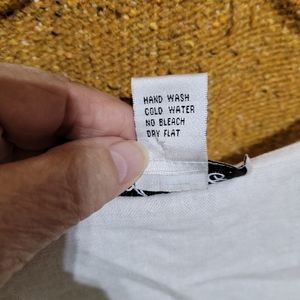 HAND WASH
COLD WATER
NO BLEACH
DRY FLAT